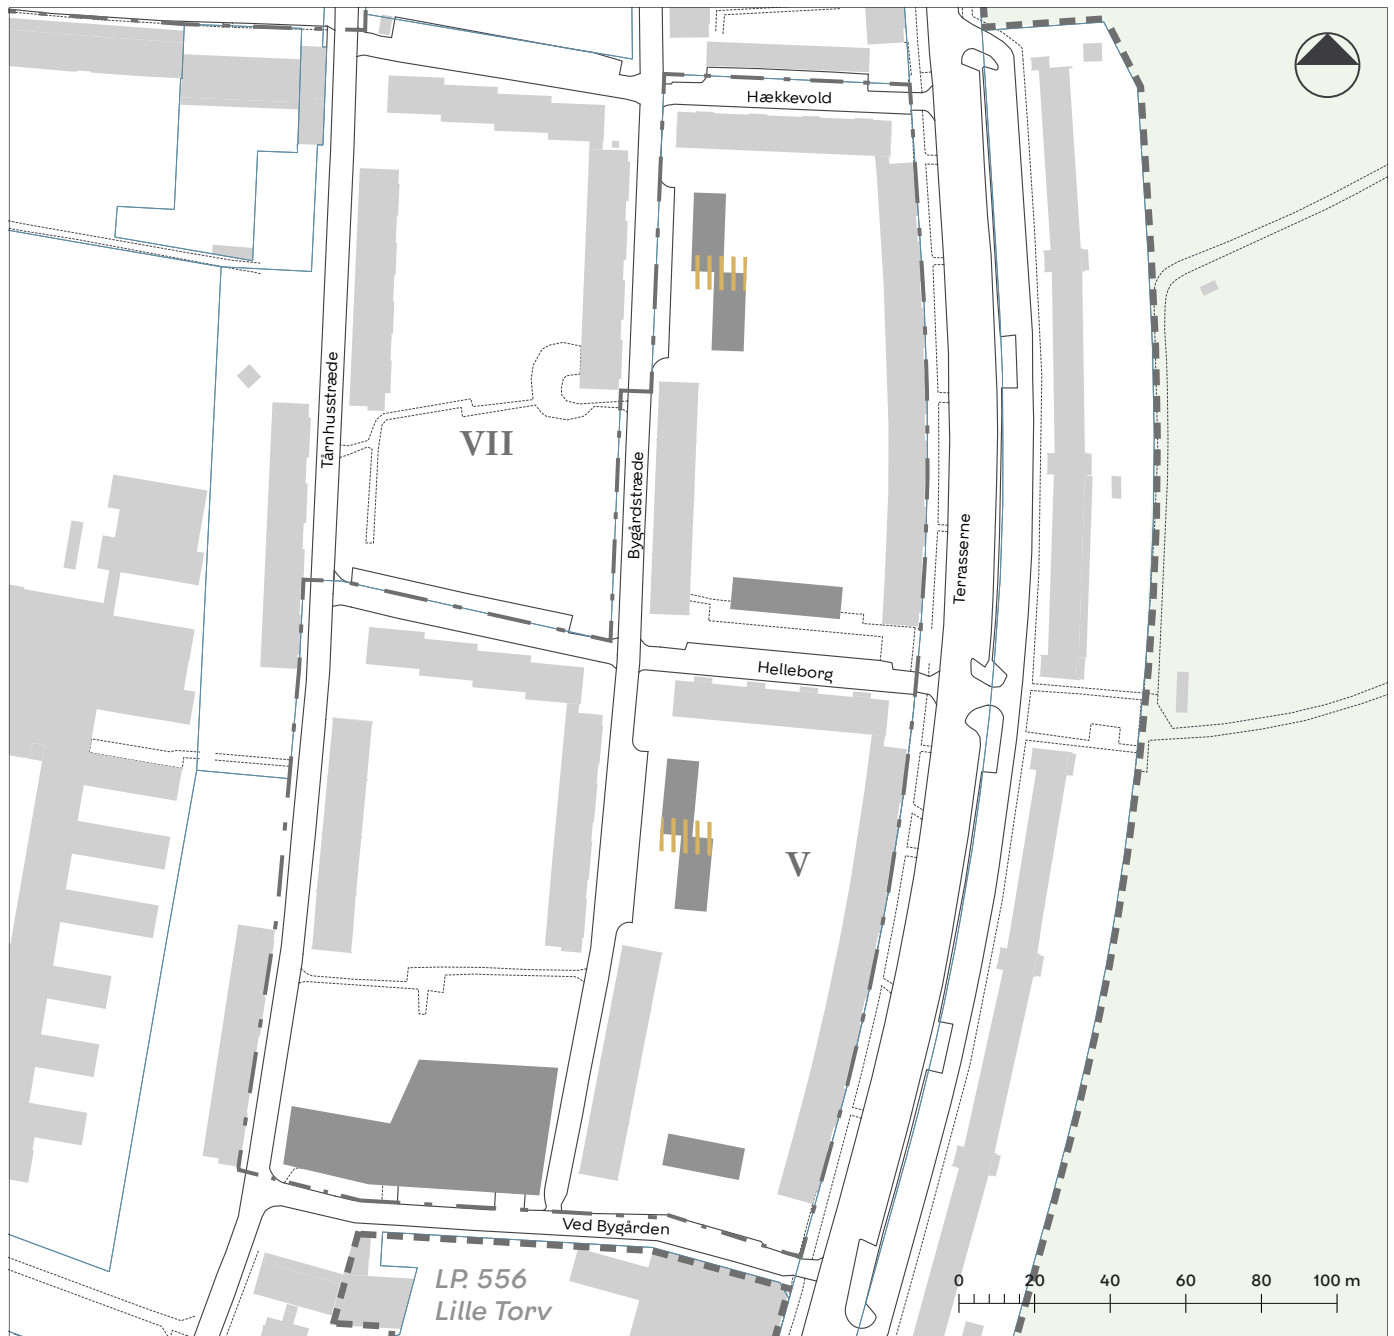 Hækkevold
Tårnhusstræde
VII
Bygårdstræde
Terrasserne
Helleborg
V
Ved Bygården
LP. 556
Lille Torv
0 20 40 60 80 100 m